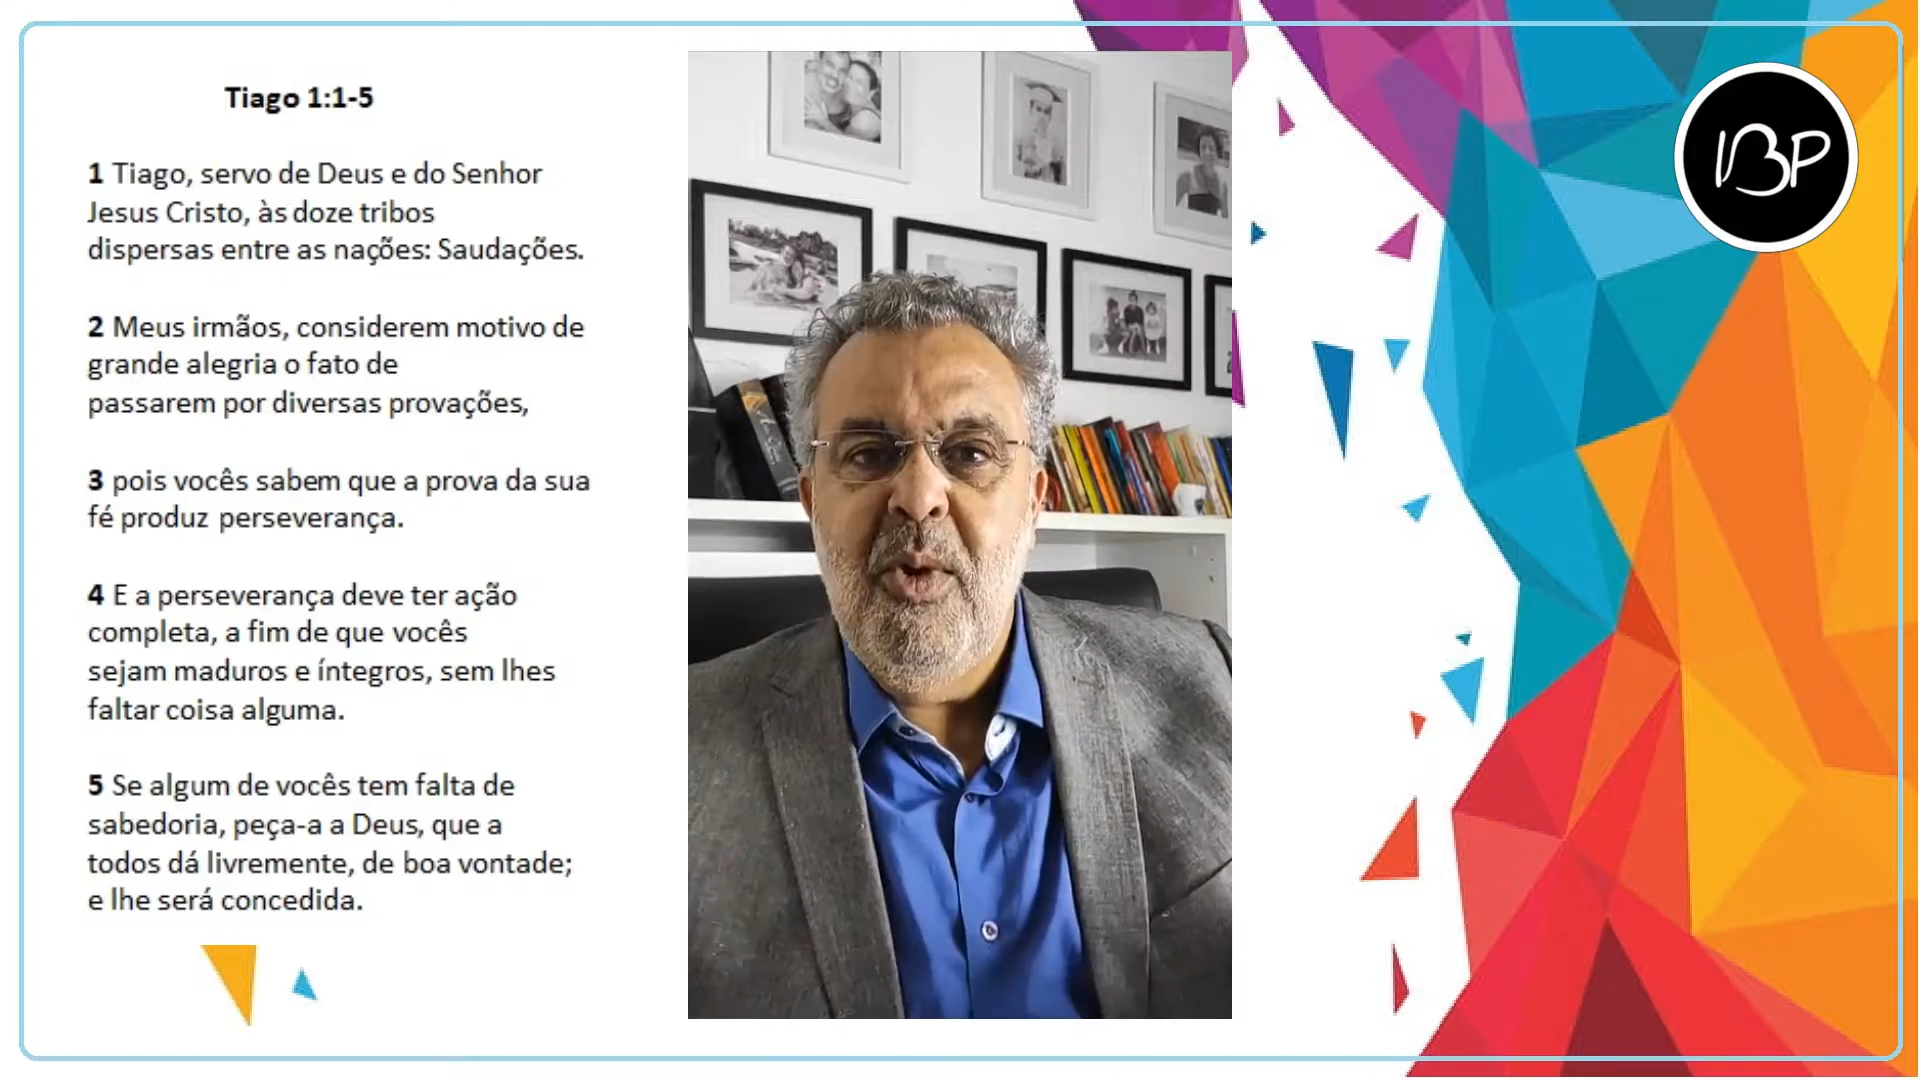 Tiago 1:1-5
1 Tiago, servo de Deus e do Senhor
Jesus Cristo, às doze tribos
dispersas entre as nações: Saudações.
2 Meus irmãos, considerem motivo de
grande alegria o fato de
passarem por diversas provações,
3 pois vocês sabem que a prova da sua
fé produz perseverança.
4 E a perseverança deve ter ação
completa, a fim de que vocês
sejam maduros e íntegros, sem lhes
faltar coisa alguma.
5 Se algum de vocês tem falta de
sabedoria, peça-a a Deus, que a
todos dá livremente, de boa vontade;
e lhe será concedida.
IBP